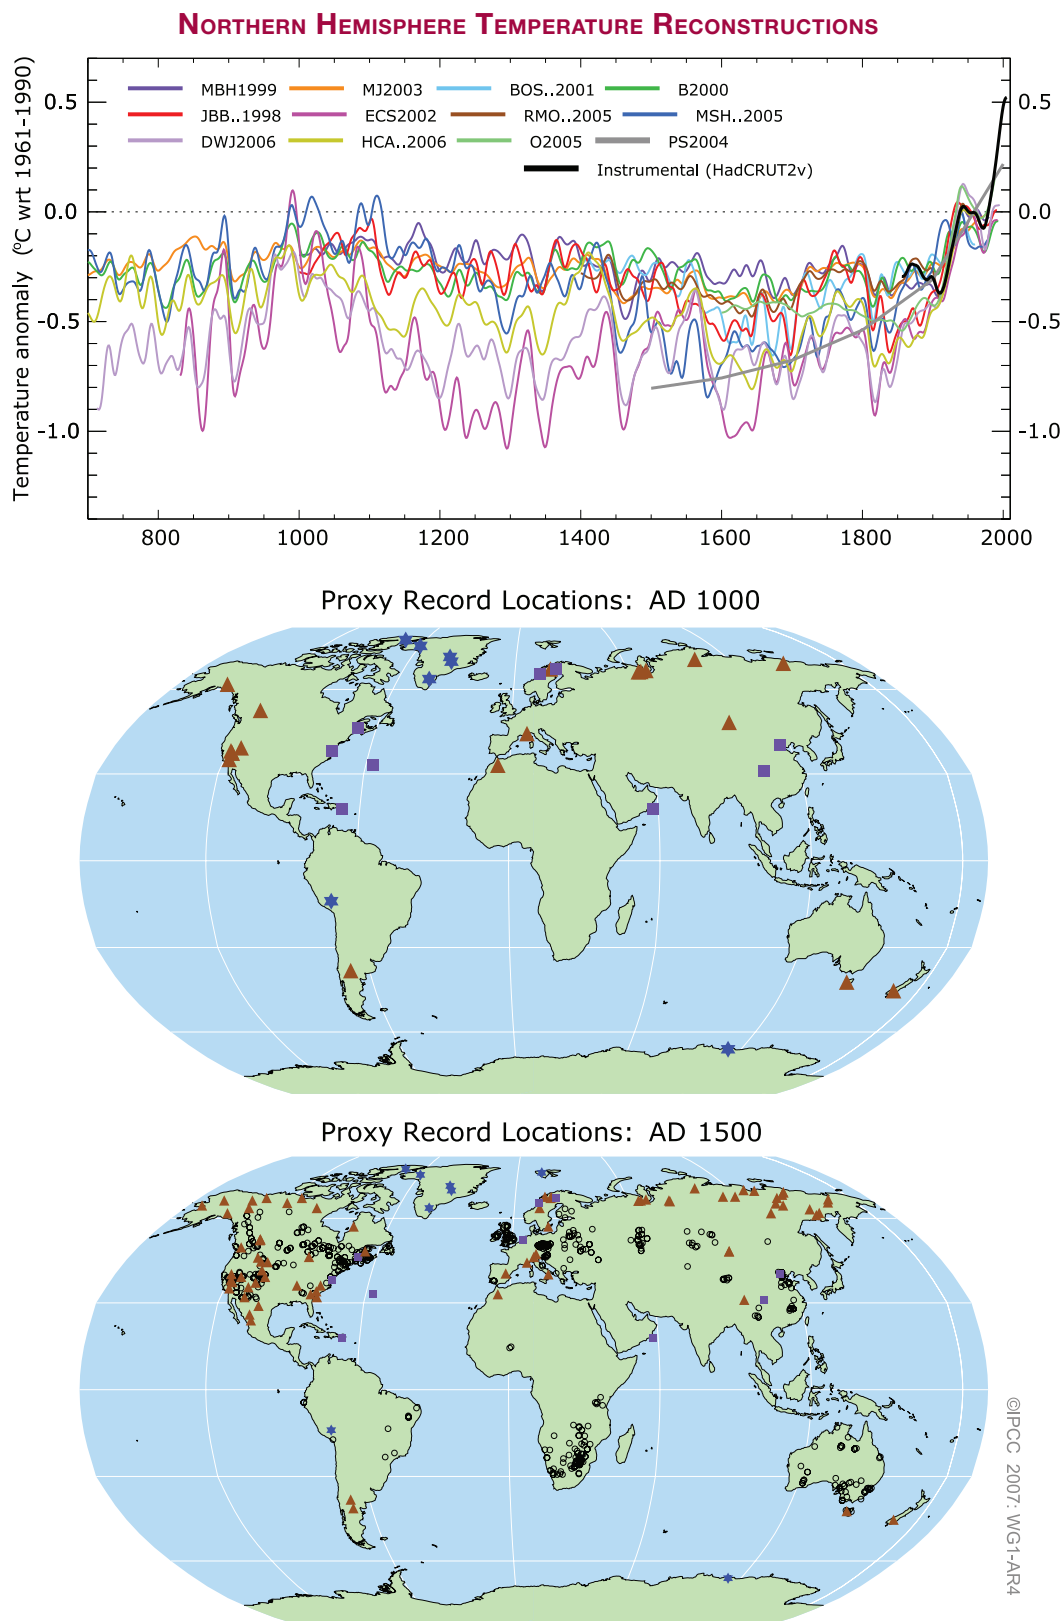 NORTHERN HEMISPHERE TEMPERATURE RECONSTRUCTIONS
Temperature anomaly (°C wrt 1961-1990)
0.5
0.0
-0.5
-1.0
MBH1999 MJ2003 BOS..2001 B2000
JBB..1998 ECS2002 RMO..2005 MSH..2005
DWJ2006 HCA..2006 O2005 PS2004
Instrumental (HadCRUT2v)
0.5
0.0
-0.5
-1.0
800 1000 1200 1400 1600 1800 2000
Proxy Record Locations: AD 1000
Proxy Record Locations: AD 1500
©IPCC 2007: WG1-AR4